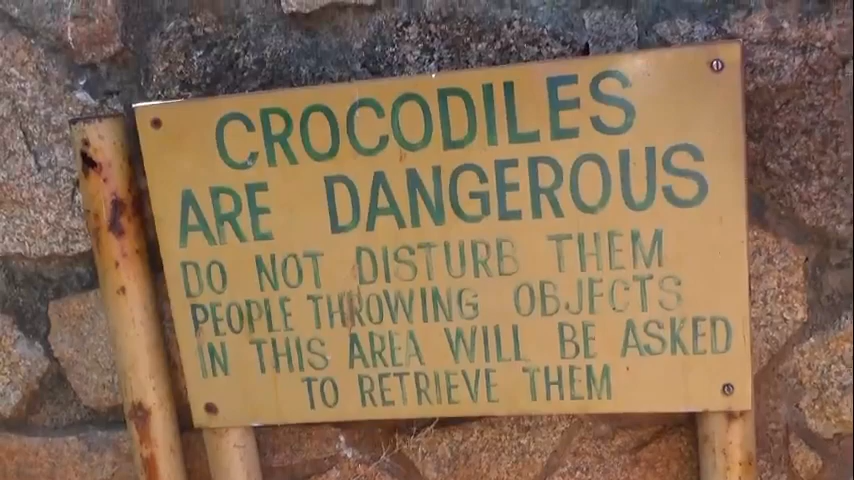 CROCODILES
ARE DANGEROUS
DO NOT DISTURB THEM
PEOPLE THROWING OBJECTS
IN THIS AREA WILL BE ASKED
TO RETRIEVE THEM